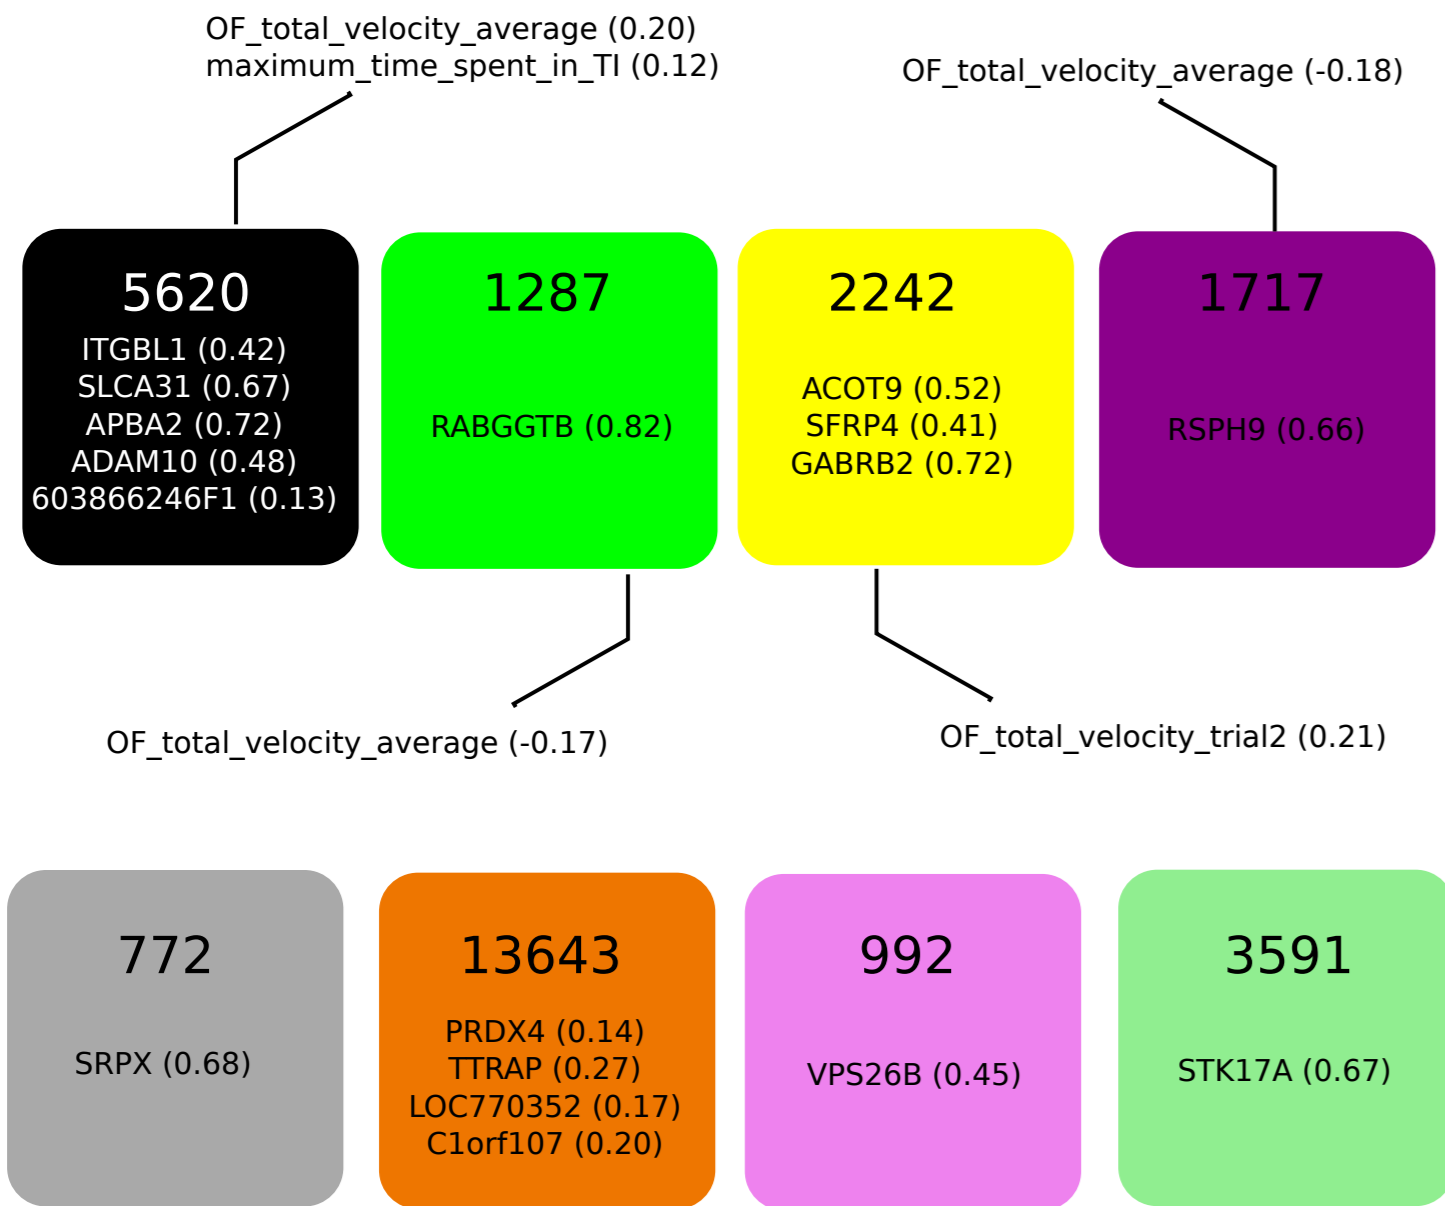 OF_total_velocity_average (0.20)
maximum_time_spent_in_TI (0.12)
OF_total_velocity_average (-0.18)
5620
ITGBL1 (0.42)
SLCA31 (0.67)
APBA2 (0.72)
ADAM10 (0.48)
603866246F1 (0.13)
1287
RABGGTB (0.82)
2242
ACOT9 (0.52)
SFRP4 (0.41)
GABRB2 (0.72)
1717
RSPH9 (0.66)
OF_total_velocity_average (-0.17)
OF_total_velocity_trial2 (0.21)
772
SRPX (0.68)
13643
PRDX4 (0.14)
TTRAP (0.27)
LOC770352 (0.17)
C1orf107 (0.20)
992
VPS26B (0.45)
3591
STK17A (0.67)